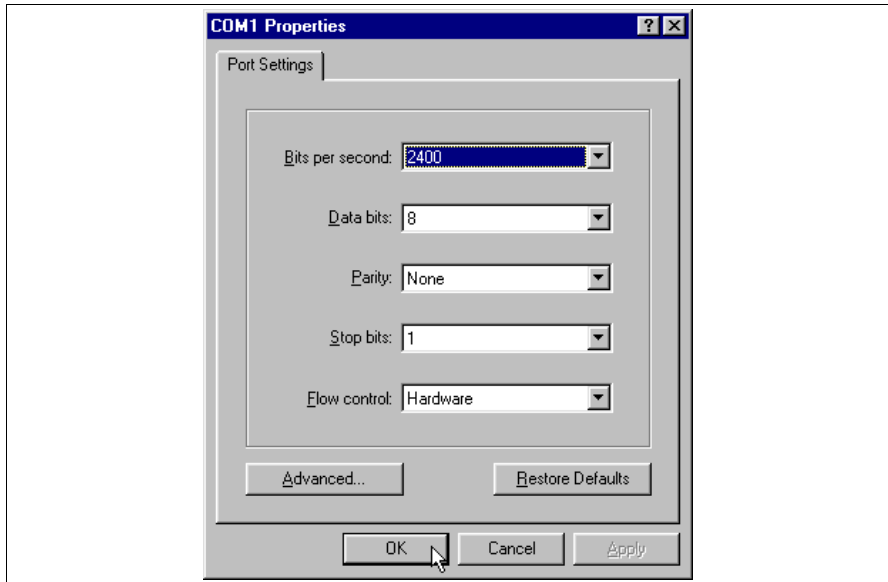 COM1 Properties
Port Settings
Bits per second: 2400
Data bits: 8
Parity: None
Stop bits: 1
Flow control: Hardware
Advanced... Restore Defaults
OK Cancel Apply